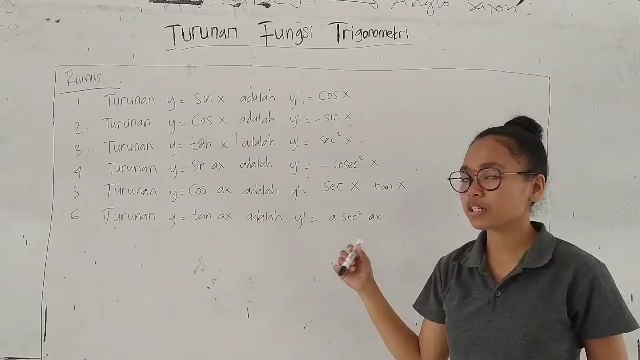 Anglo Saxon.
Turunan Fungsi Trigonometri
Rumus
1 Turunan y = Sin x adalah y' = Cos x
2. Turunan y = Cos x adalah y' = - sin x.
3. Turunan y = tan x adalah y' = sec² x.
4 Turunan y = Sin ax adalah y' = - cosec² x
5. Turunan y = Cos ax adalah y' = Sec x tan x
6. Turunan y = tan ax adalah y' = a sec² ax